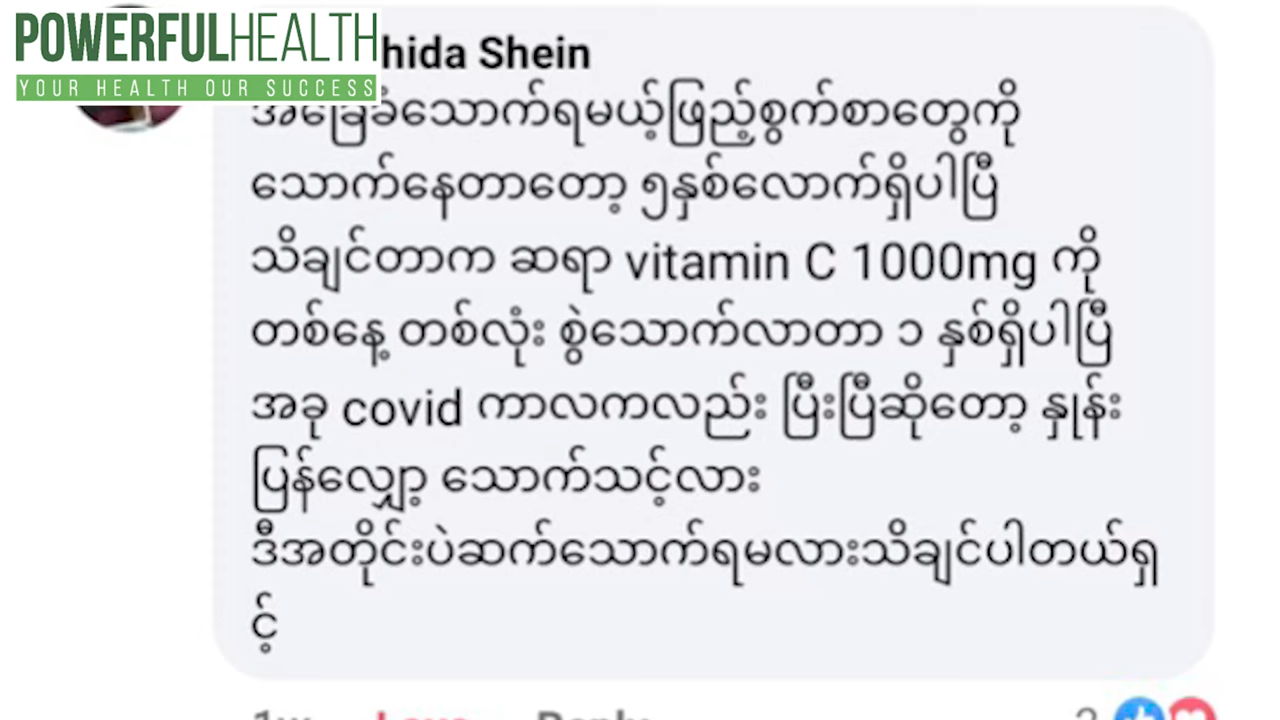 POWERFULHEALTH
YOUR HEALTH OUR SUCCESS
hida Shein
အခြေခံသောက်ရမယ့်ဖြည့်စွက်စာတွေကို
သောက်နေတာတော့ ၅နှစ်လောက်ရှိပါပြီ
သိချင်တာက ဆရာ vitamin C 1000mg ကို
တစ်နေ့ တစ်လုံး စွဲသောက်လာတာ ၁ နှစ်ရှိပါပြီ
အခု covid ကာလကလည်း ပြီးပြီဆိုတော့ နှုန်း
ပြန်လျှော့ သောက်သင့်လား
ဒီအတိုင်းပဲဆက်သောက်ရမလားသိချင်ပါတယ်ရှ
င့်